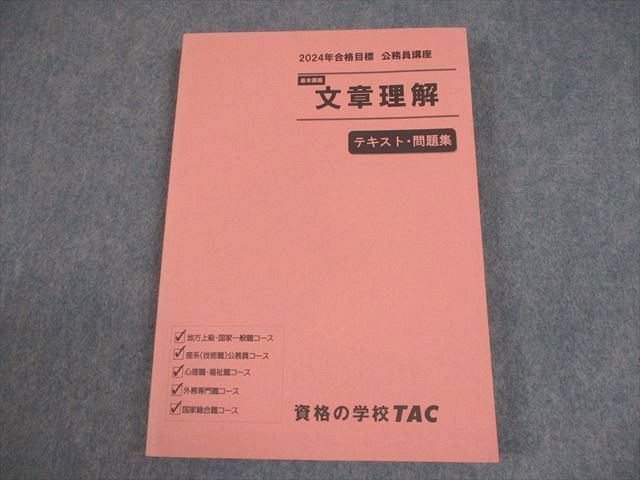 2024年合格目標 公務員講座
基本講義
文章理解
テキスト・問題集
地方上級・国家一般職コース
理系(技術職)公務員コース
心理職・福祉職コース
外務専門職コース
国家総合職コース
資格の学校TAC